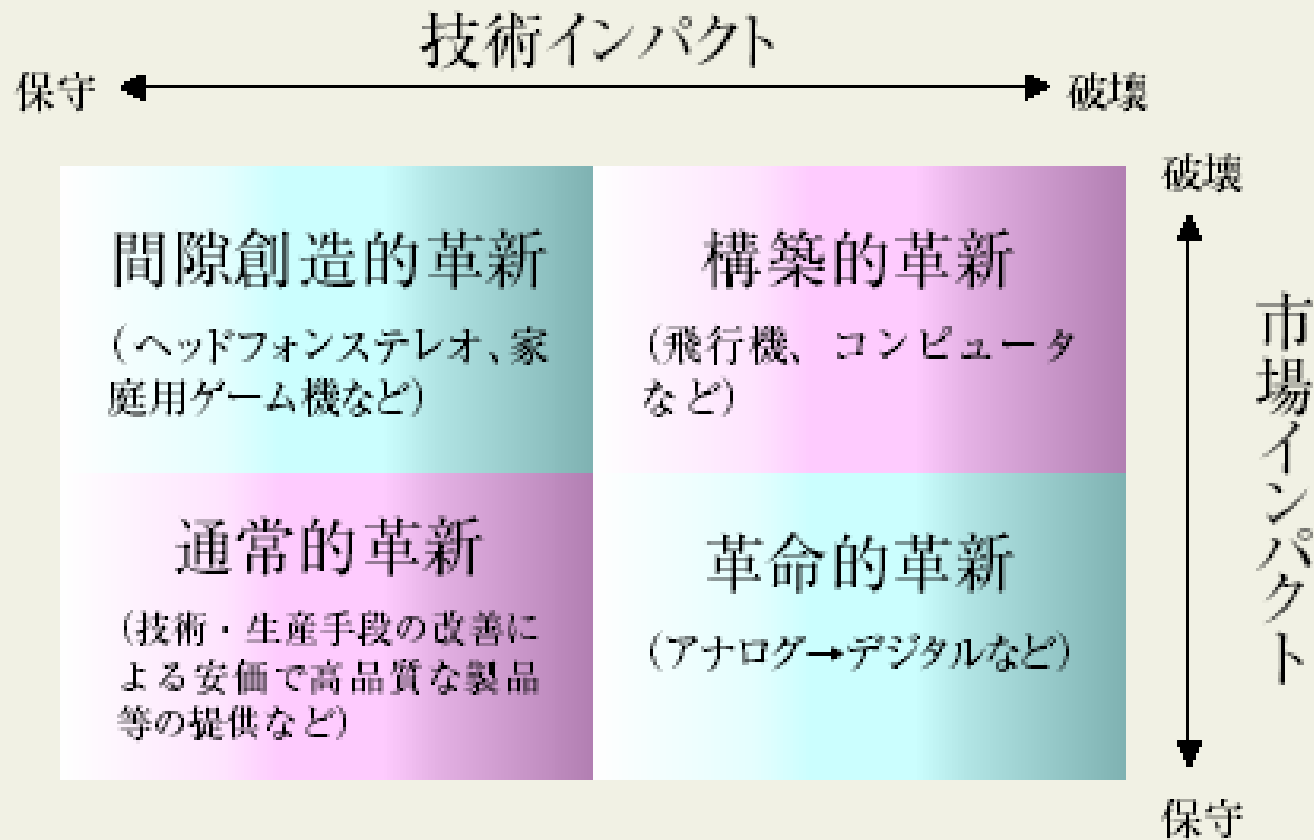 技術インパクト
保守
破壊
破壊
間隙創造的革新
（ヘッドフォンステレオ、家
庭用ゲーム機など）
構築的革新
（飛行機、コンピュータ
など）
市場インパクト
通常的革新
（技術・生産手段の改善に
よる安価で高品質な製品
等の提供など）
革命的革新
（アナログ→デジタルなど）
保守